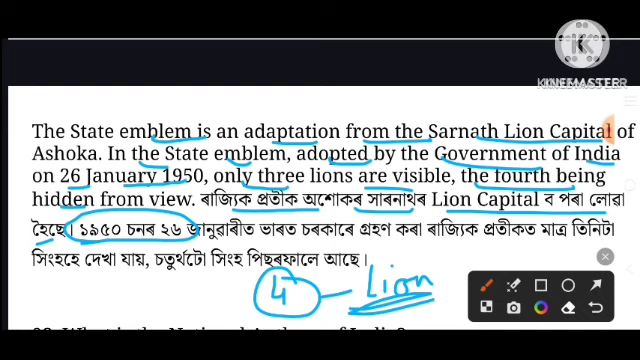 KINEMASTER
The State emblem is an adaptation from the Sarnath Lion Capital of
Ashoka. In the State emblem, adopted by the Government of India
on 26 January 1950, only three lions are visible, the fourth being
hidden from view. ৰাজ্যিক প্ৰতীক অশোকৰ সাৰনাথৰ Lion Capital ৰ পৰা লোৱা
হৈছে। ১৯৫০ চনৰ ২৬ জানুৱাৰীত ভাৰত চৰকাৰে গ্ৰহণ কৰা ৰাজ্যিক প্ৰতীকত মাত্ৰ তিনিটা
সিংহহে দেখা যায়, চতুৰ্থটো সিংহ পিছৰফালে আছে।
4 – Lion